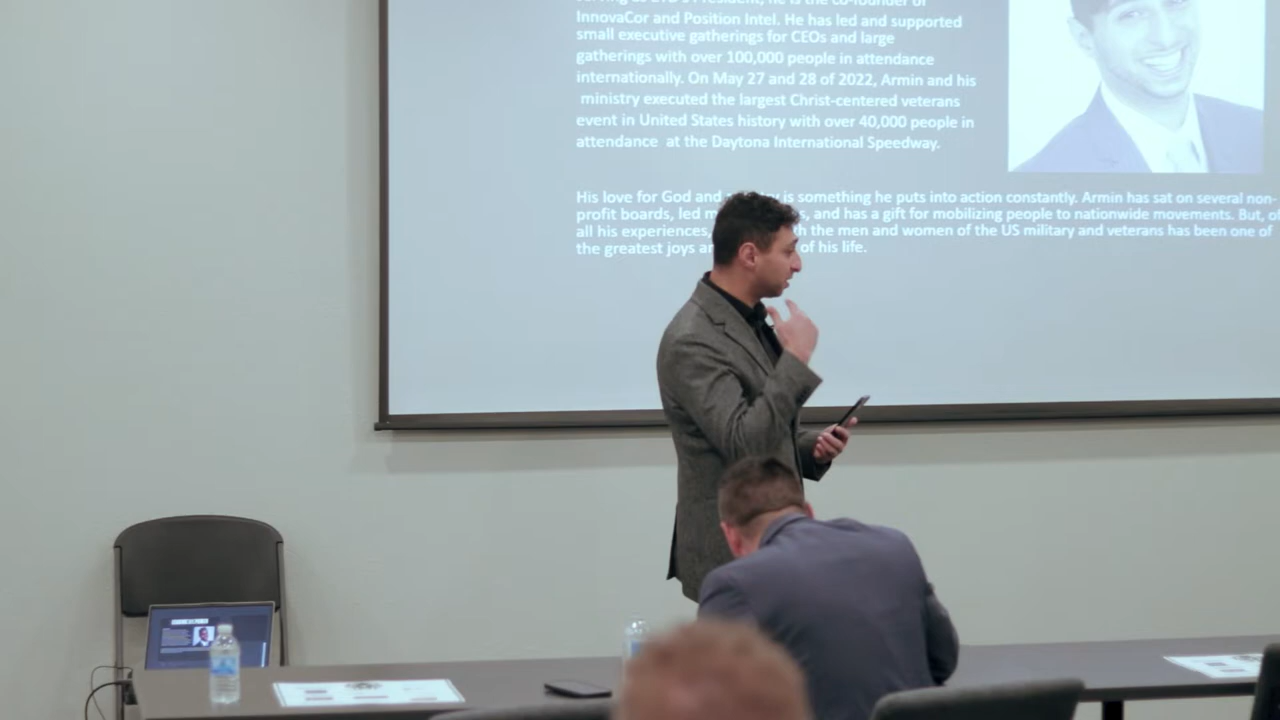 InnovaCor and Position Intel. He has led and supported
small executive gatherings for CEOs and large
gatherings with over 100,000 people in attendance
internationally. On May 27 and 28 of 2022, Armin and his
ministry executed the largest Christ-centered veterans
event in United States history with over 40,000 people in
attendance at the Daytona International Speedway.
His love for God and is something he puts into action constantly. Armin has sat on several non-
profit boards, led and has a gift for mobilizing people to nationwide movements. But, of
all his experiences, the men and women of the US military and veterans has been one of
the greatest joys of his life.